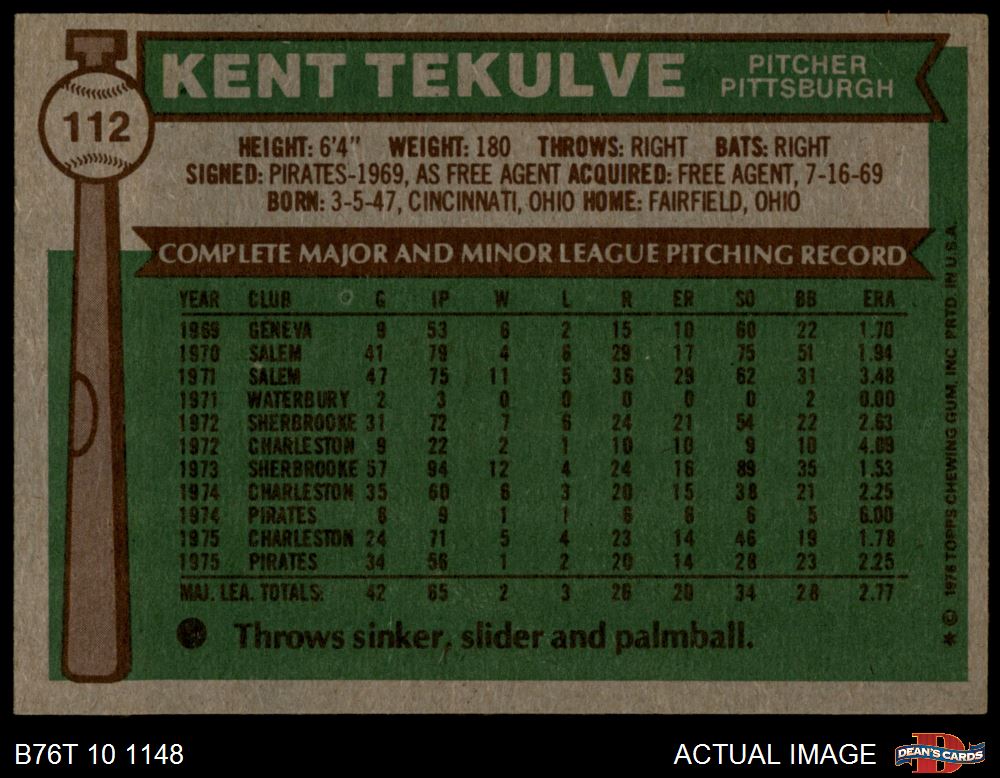 112
KENT TEKULVE
PITCHER
PITTSBURGH
HEIGHT: 6'4" WEIGHT: 180 THROWS: RIGHT BATS: RIGHT
SIGNED: PIRATES-1969, AS FREE AGENT ACQUIRED: FREE AGENT, 7-16-69
BORN: 3-5-47, CINCINNATI, OHIO HOME: FAIRFIELD, OHIO
COMPLETE MAJOR AND MINOR LEAGUE PITCHING RECORD
YEAR CLUB G IP W L R ER SO BB ERA
1969 GENEVA 9 53 6 2 15 10 60 22 1.70
1970 SALEM 41 79 4 6 29 17 75 51 1.94
1971 SALEM 47 75 11 5 36 29 62 31 3.48
1971 WATERBURY 2 3 0 0 0 0 0 2 0.00
1972 SHERBROOKE 31 72 7 6 24 21 54 22 2.63
1972 CHARLESTON 9 22 2 1 10 10 9 10 4.09
1973 SHERBROOKE 57 94 12 4 24 16 89 35 1.53
1974 CHARLESTON 35 60 6 3 20 15 38 21 2.25
1974 PIRATES 8 9 1 1 6 6 6 5 6.00
1975 CHARLESTON 24 71 5 4 23 14 46 19 1.78
1975 PIRATES 34 56 1 2 20 14 28 23 2.25
MAJ. LEA. TOTALS: 42 65 2 3 26 20 34 28 2.77
Throws sinker, slider and palmball.
* © 1976 TOPPS CHEWING GUM, INC. PRTD. IN U.S.A.
B76T 10 1148
ACTUAL IMAGE
DEAN'S CARDS